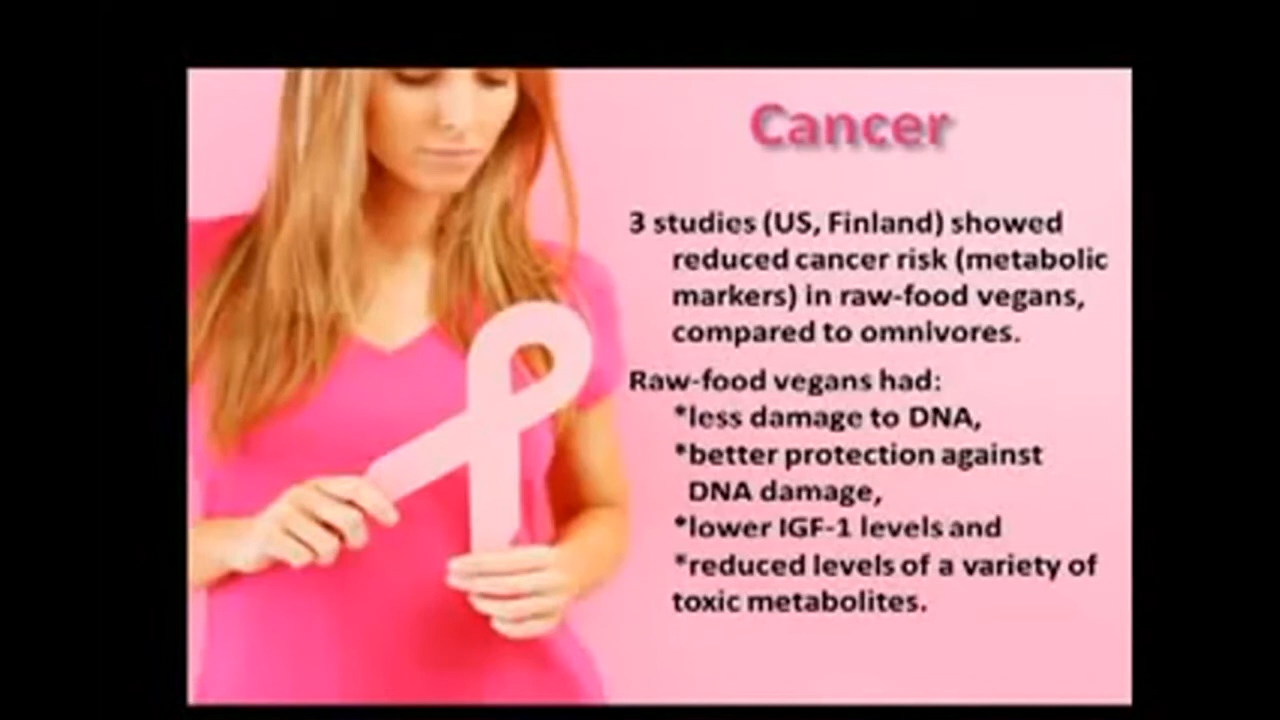 Cancer
3 studies (US, Finland) showed
reduced cancer risk (metabolic
markers) in raw-food vegans,
compared to omnivores.
Raw-food vegans had:
*less damage to DNA,
*better protection against
DNA damage,
*lower IGF-1 levels and
*reduced levels of a variety of
toxic metabolites.